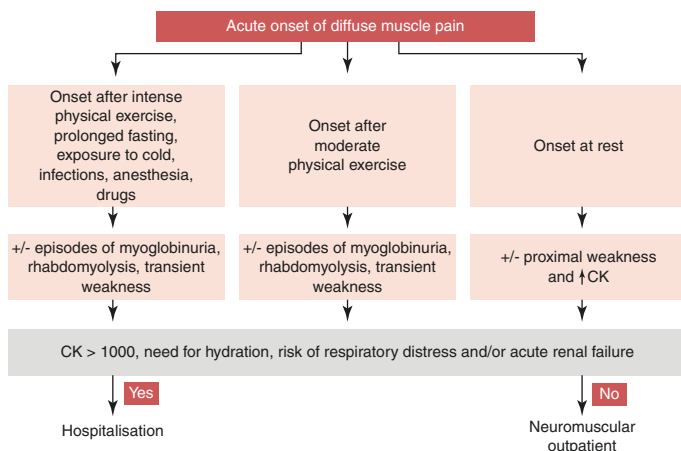 Acute onset of diffuse muscle pain
Onset after intense
physical exercise,
prolonged fasting,
exposure to cold,
infections, anesthesia,
drugs
Onset after
moderate
physical exercise
Onset at rest
+/- episodes of myoglobinuria,
rhabdomyolysis, transient
weakness
+/- episodes of myoglobinuria,
rhabdomyolysis, transient
weakness
+/- proximal weakness
and ↑CK
CK > 1000, need for hydration, risk of respiratory distress and/or acute renal failure
Yes
No
Hospitalisation
Neuromuscular
outpatient